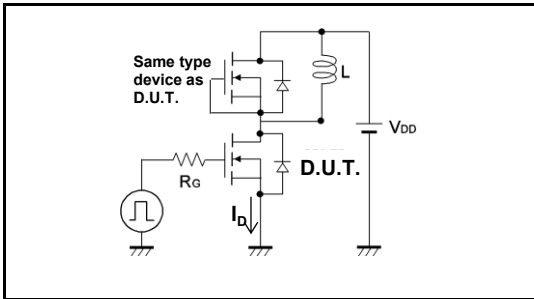 Same type
device as
D.U.T.
L
VDD
D.U.T.
RG
ID